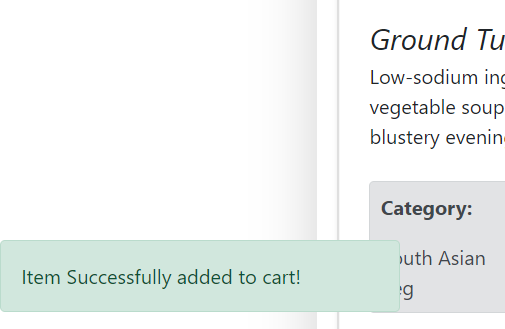 Ground Tu
Low-sodium ing
vegetable soup
blustery evenin
Category:
outh Asian
eg
Item Successfully added to cart!